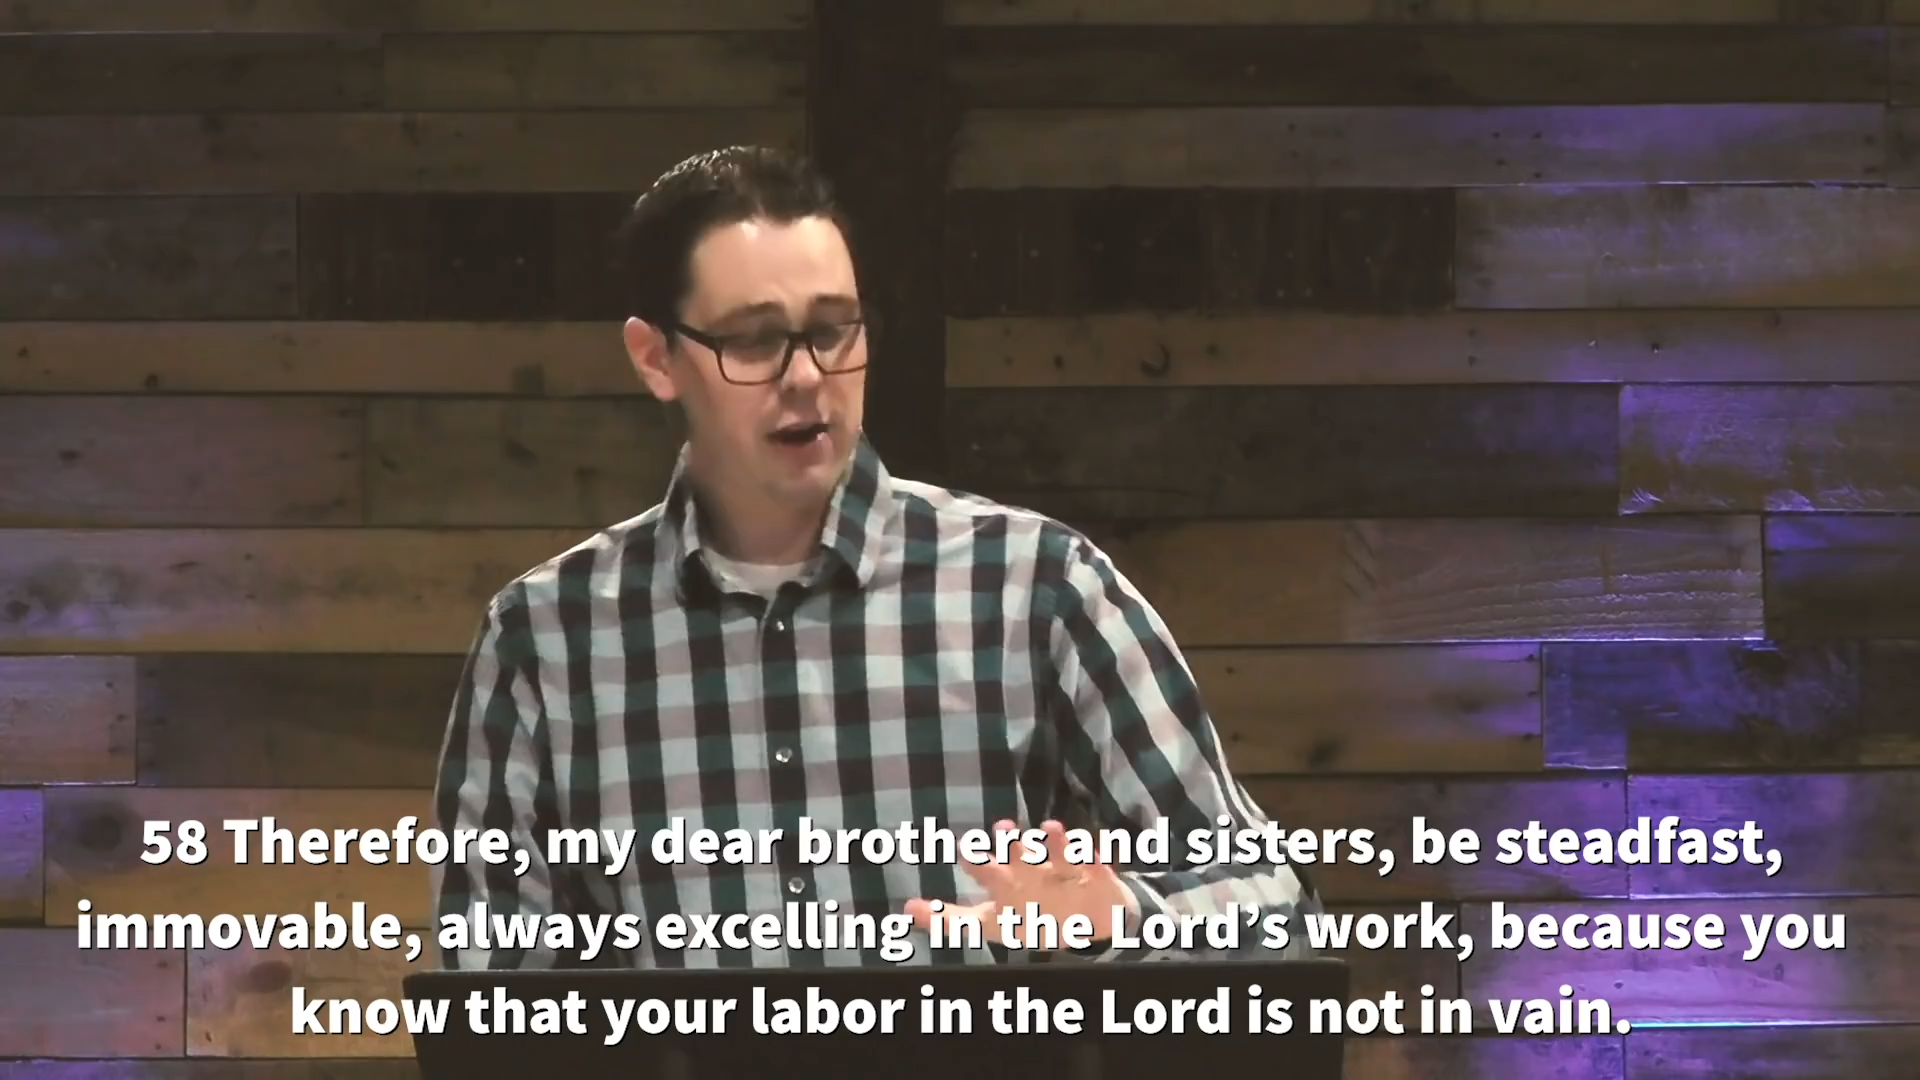 58 Therefore, my dear brothers and sisters, be steadfast,
immovable, always excelling in the Lord’s work, because you
know that your labor in the Lord is not in vain.